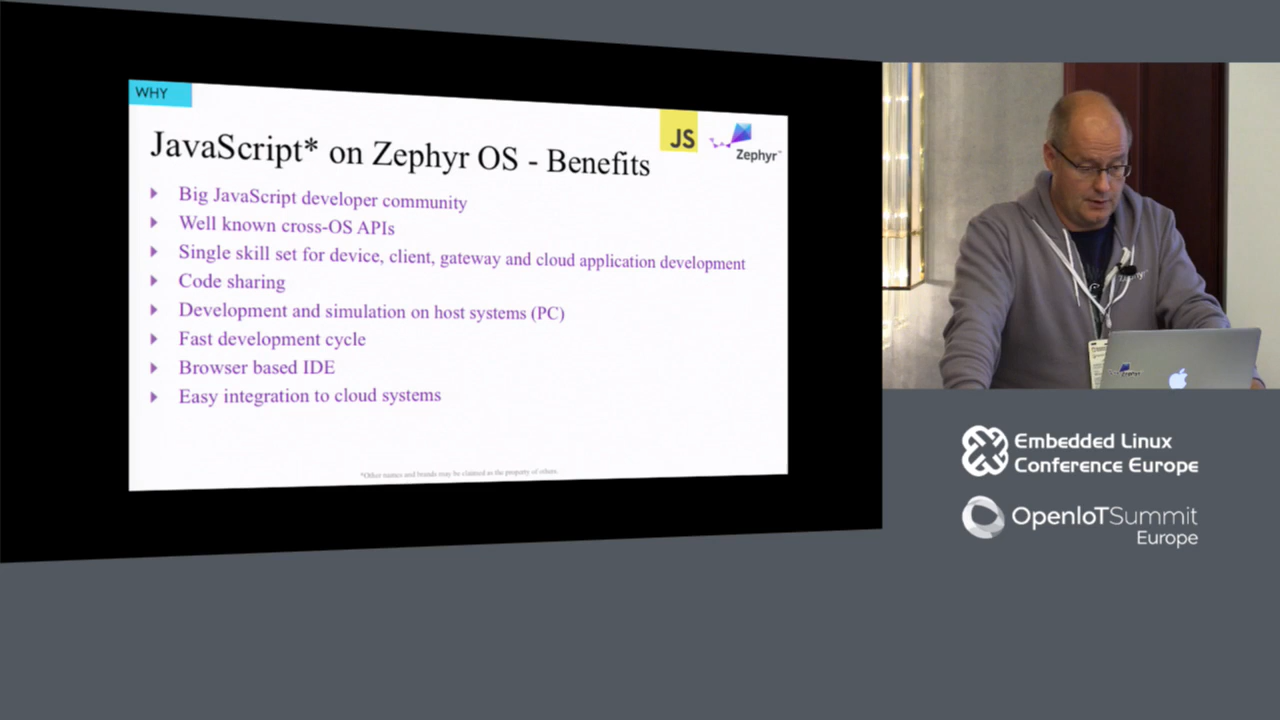 WHY
JS
Zephyr™
JavaScript* on Zephyr OS - Benefits
Big JavaScript developer community
Well known cross-OS APIs
Single skill set for device, client, gateway and cloud application development
Code sharing
Development and simulation on host systems (PC)
Fast development cycle
Browser based IDE
Easy integration to cloud systems
*Other names and brands may be claimed as the property of others.
Zephyr
Embedded Linux
Conference Europe
OpenIoTSummit
Europe